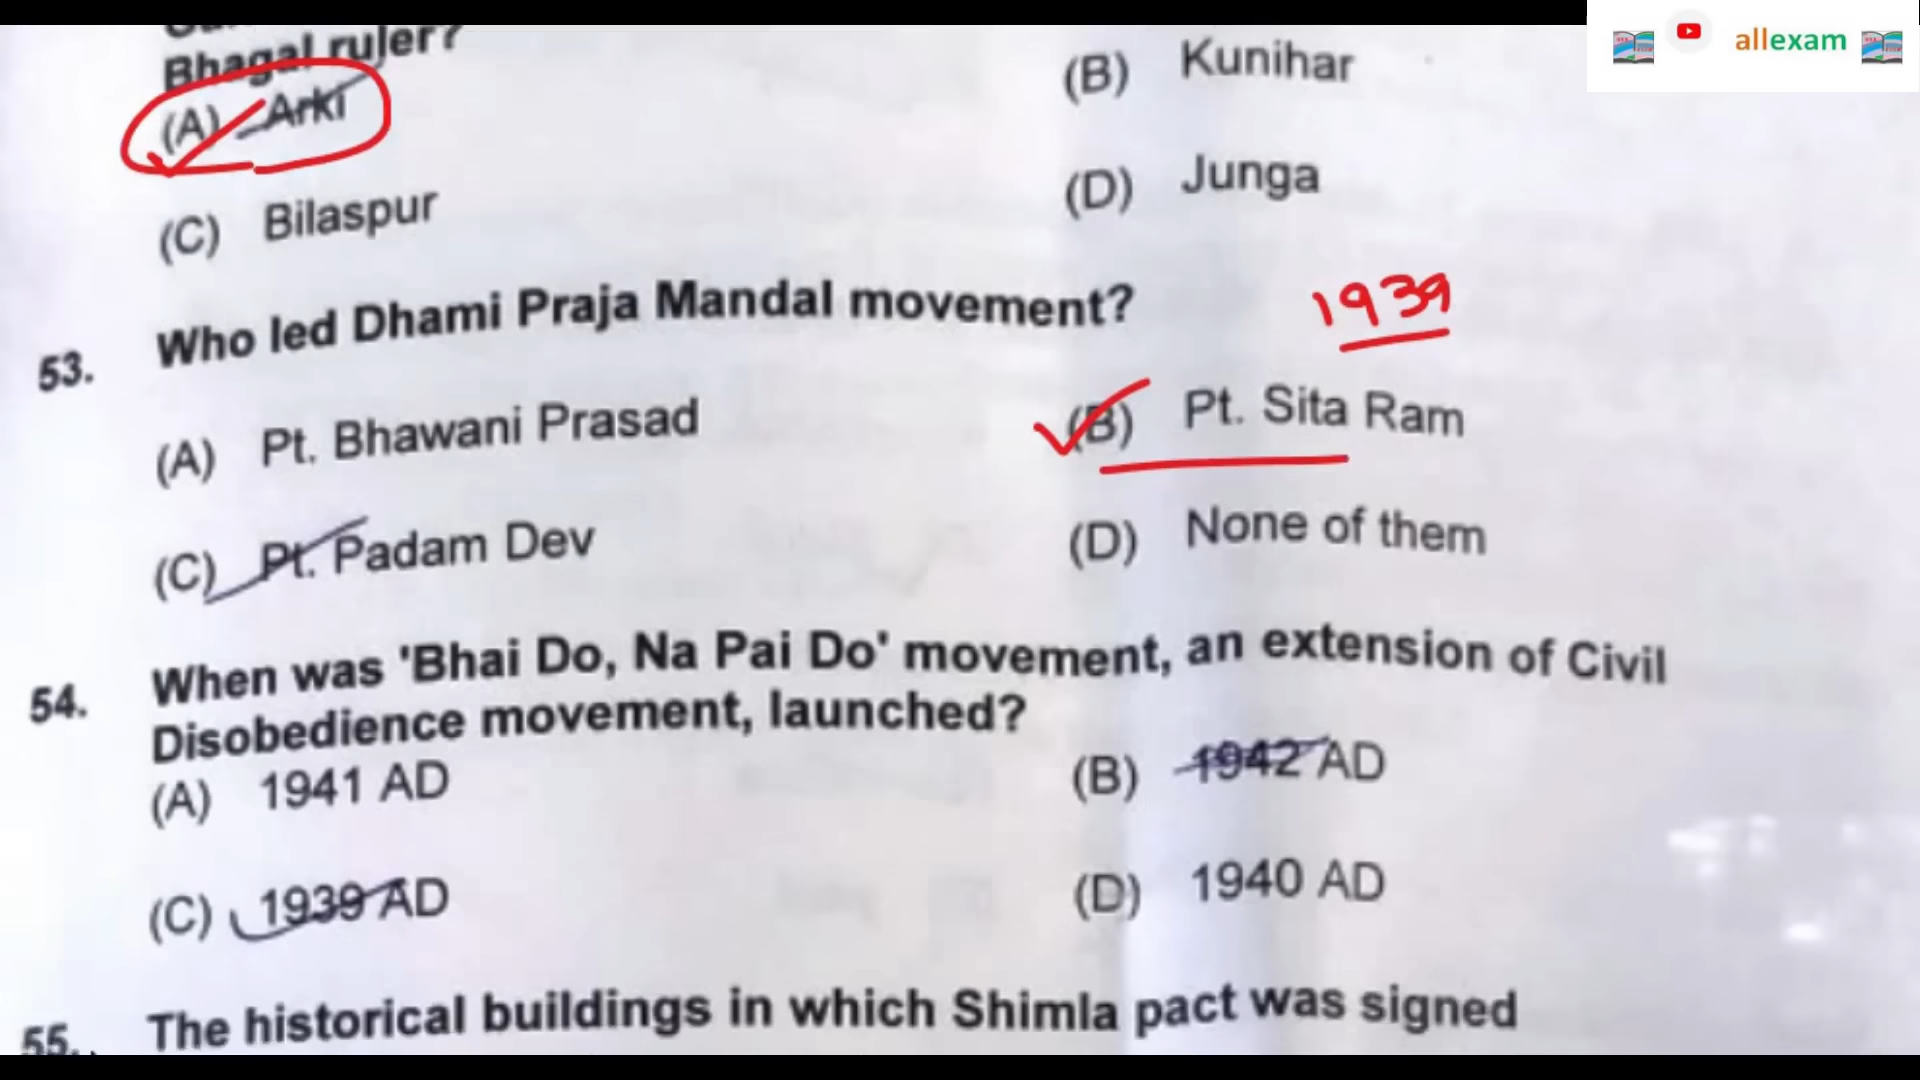 allexam
Bhagal ruler?
(A) Arki
(B) Kunihar
(C) Bilaspur
(D) Junga
53. Who led Dhami Praja Mandal movement?
1939
(A) Pt. Bhawani Prasad
(B) Pt. Sita Ram
(C) Pt. Padam Dev
(D) None of them
54. When was 'Bhai Do, Na Pai Do' movement, an extension of Civil
Disobedience movement, launched?
(A) 1941 AD
(B) 1942 AD
(C) 1939 AD
(D) 1940 AD
55. The historical buildings in which Shimla pact was signed